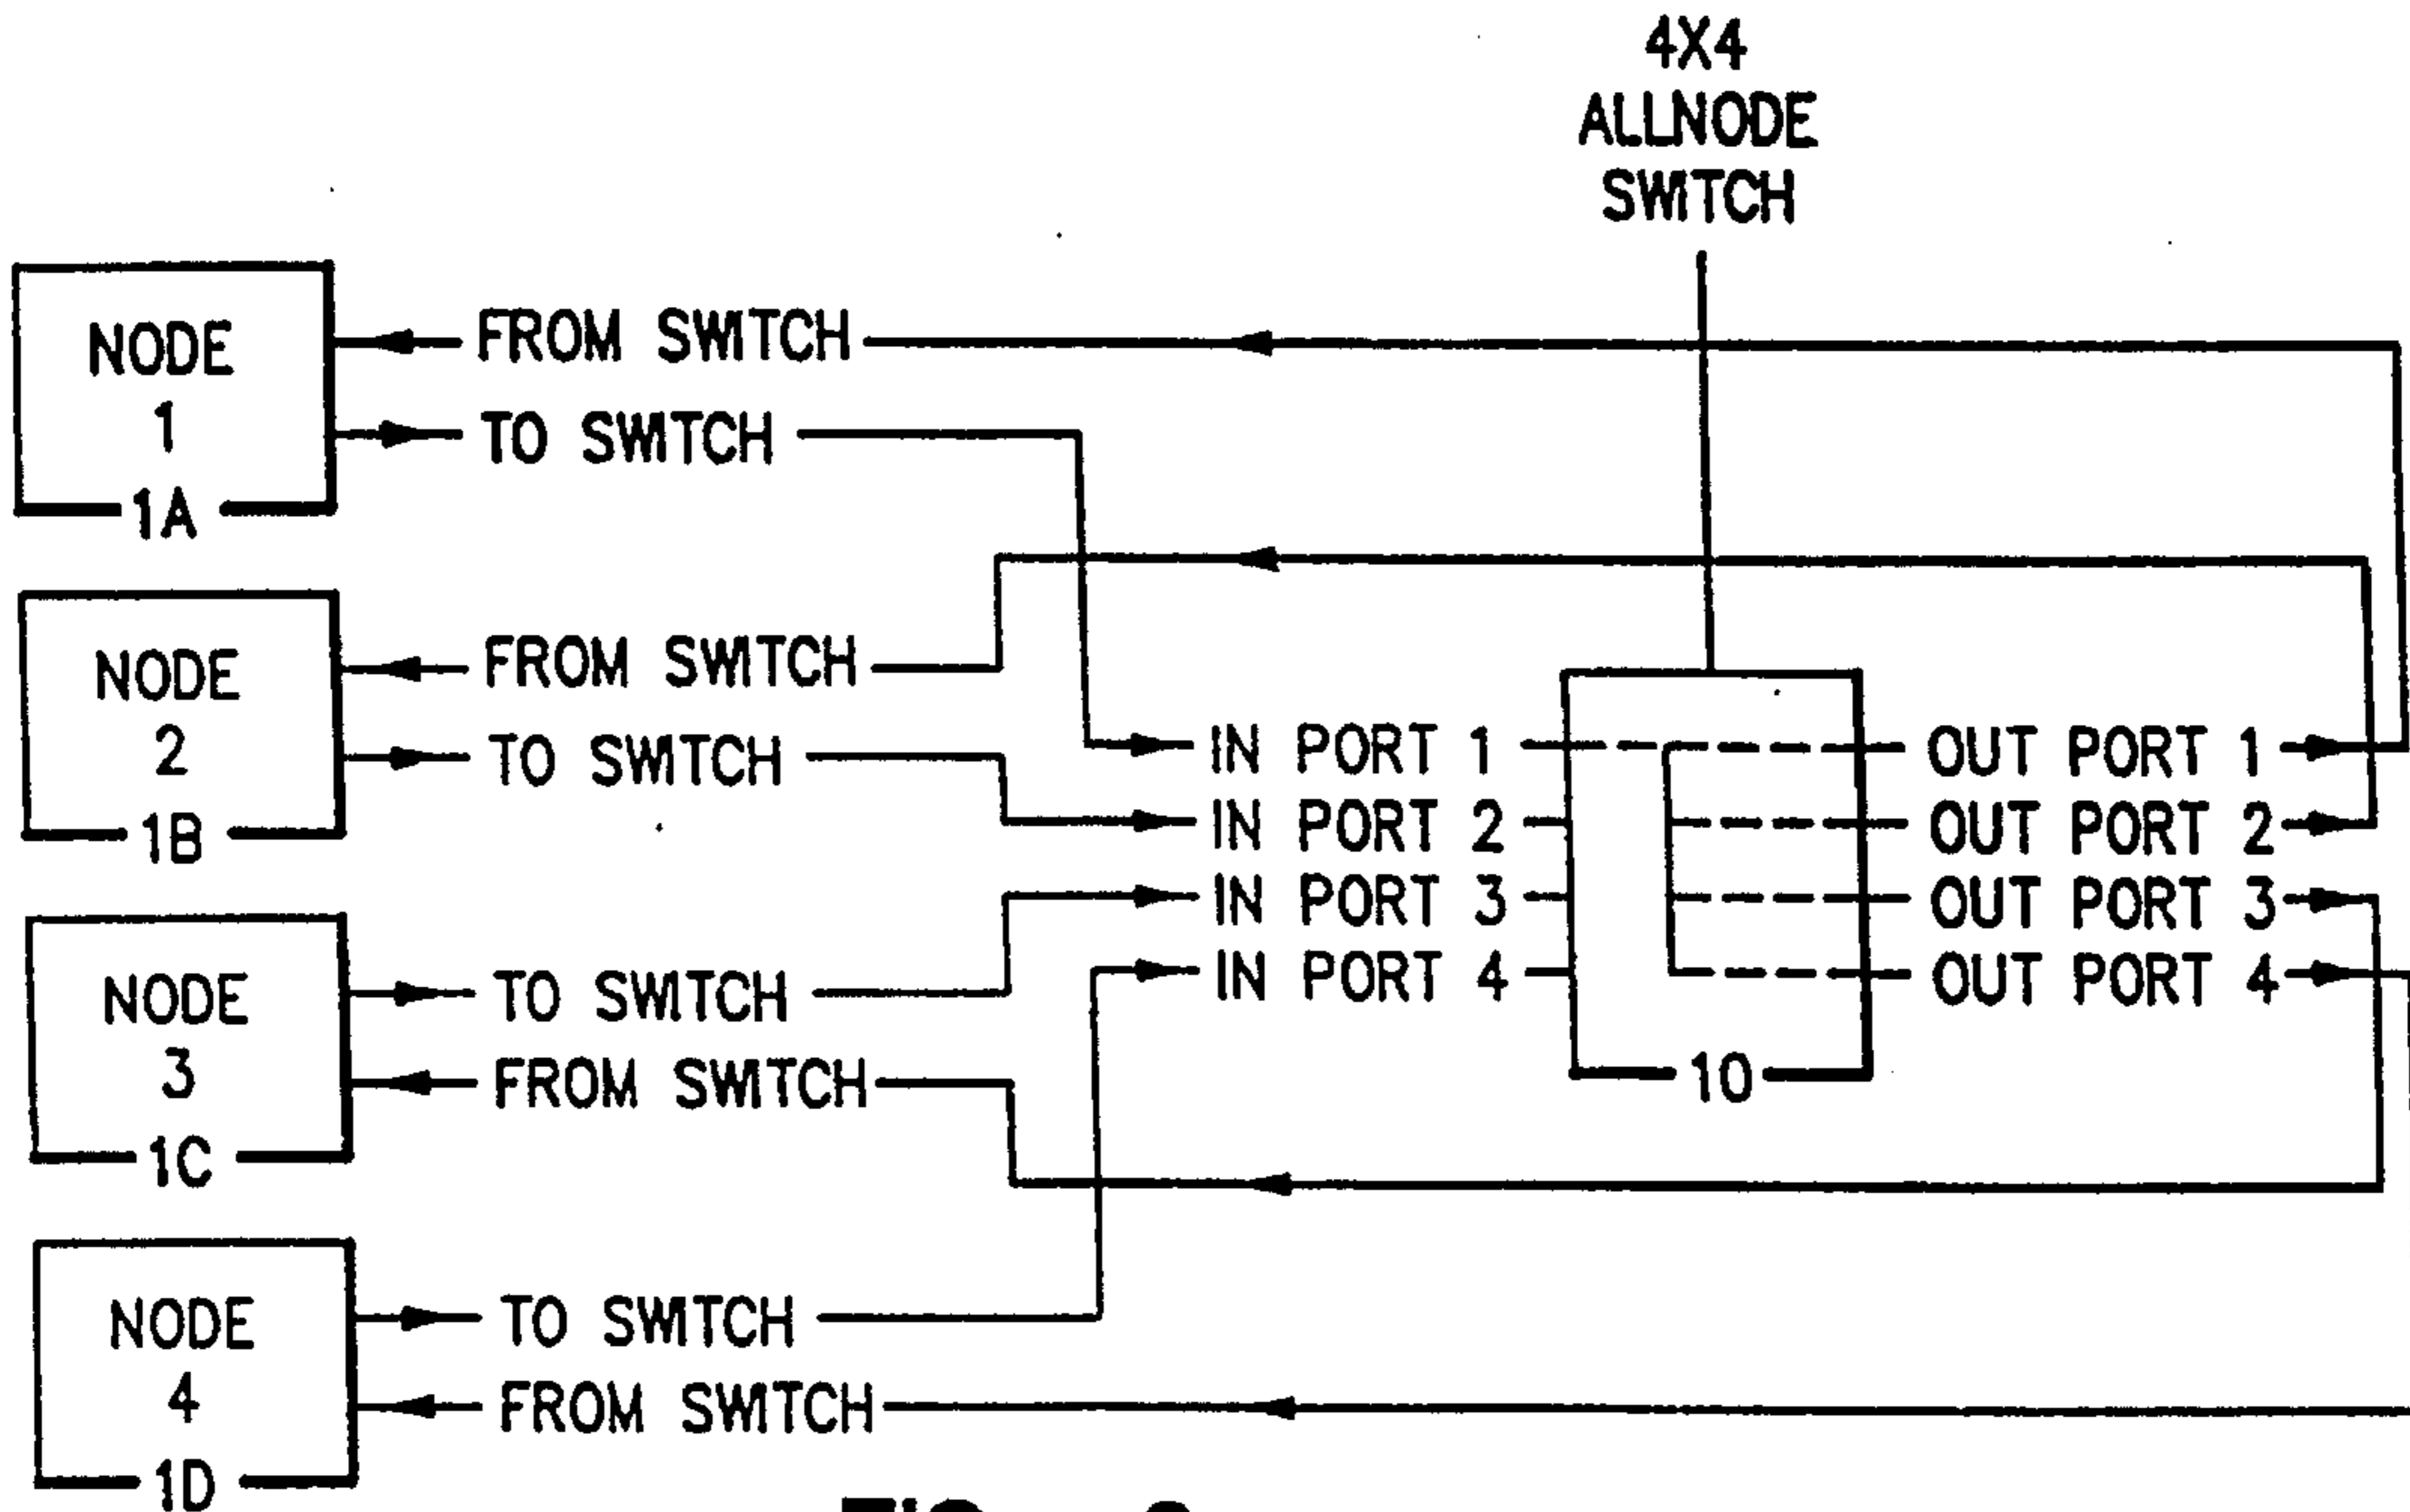 4X4
ALLNODE
SWITCH
NODE
1
1A
FROM SWITCH
TO SWITCH
NODE
2
1B
FROM SWITCH
TO SWITCH
NODE
3
1C
TO SWITCH
FROM SWITCH
NODE
4
1D
TO SWITCH
FROM SWITCH
IN PORT 1
IN PORT 2
IN PORT 3
IN PORT 4
10
OUT PORT 1
OUT PORT 2
OUT PORT 3
OUT PORT 4